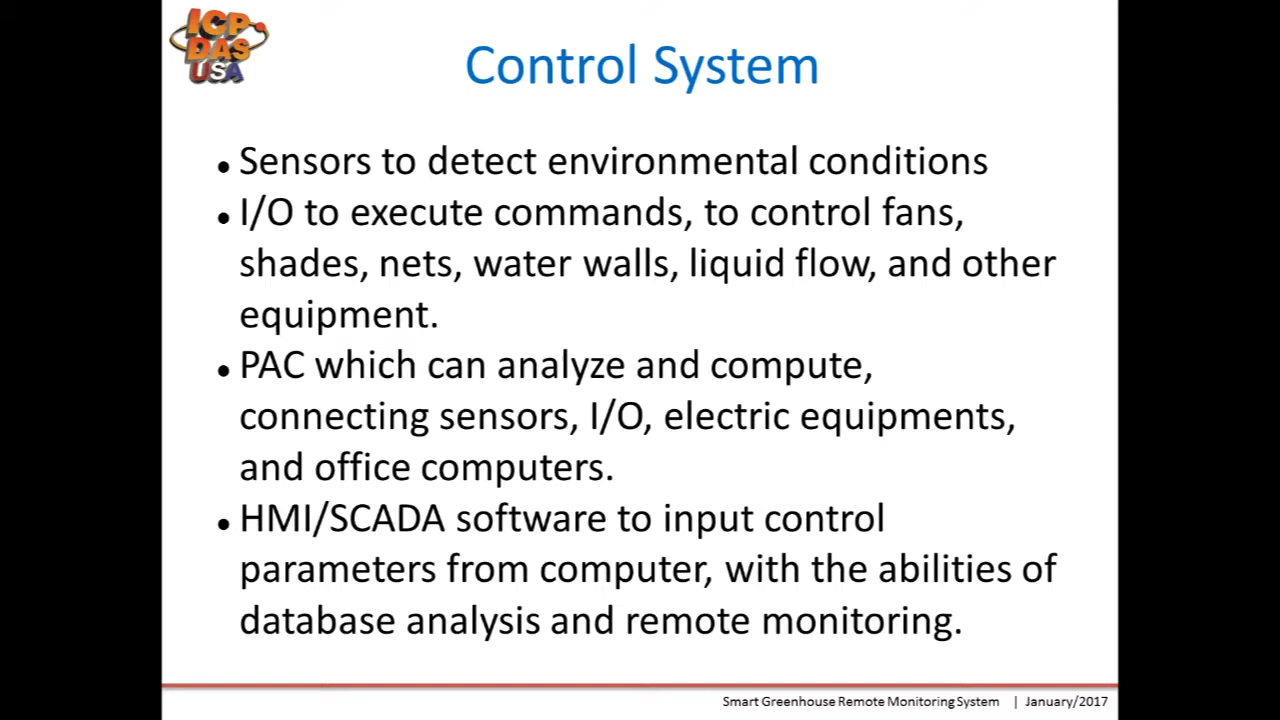 ICP
DAS
USA
Control System
• Sensors to detect environmental conditions
• I/O to execute commands, to control fans,
shades, nets, water walls, liquid flow, and other
equipment.
• PAC which can analyze and compute,
connecting sensors, I/O, electric equipments,
and office computers.
• HMI/SCADA software to input control
parameters from computer, with the abilities of
database analysis and remote monitoring.
Smart Greenhouse Remote Monitoring System | January/2017